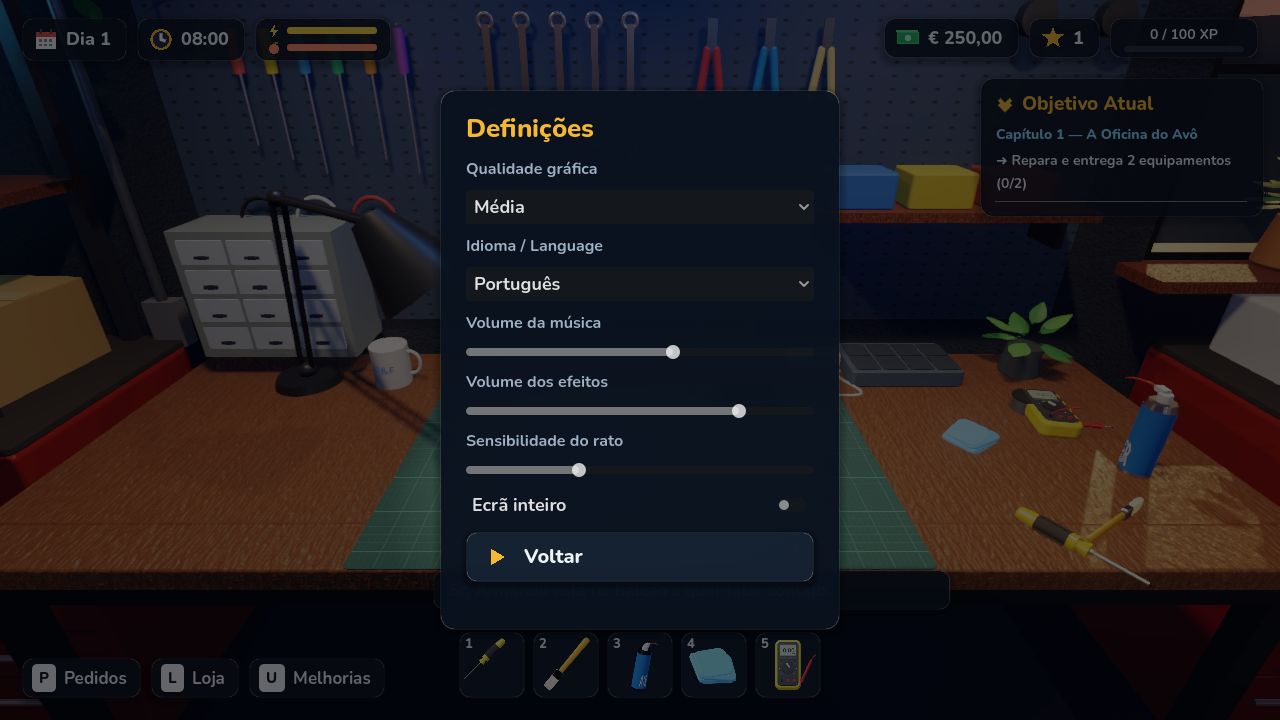 Dia 1
08:00
€ 250,00
1
0 / 100 XP
Objetivo Atual
Capítulo 1 — A Oficina do Avô
➜ Repara e entrega 2 equipamentos
(0/2)
Definições
Qualidade gráfica
Média
Idioma / Language
Português
Volume da música
Volume dos efeitos
Sensibilidade do rato
Ecrã inteiro
Voltar
1
2
3
4
5
P Pedidos
L Loja
U Melhorias